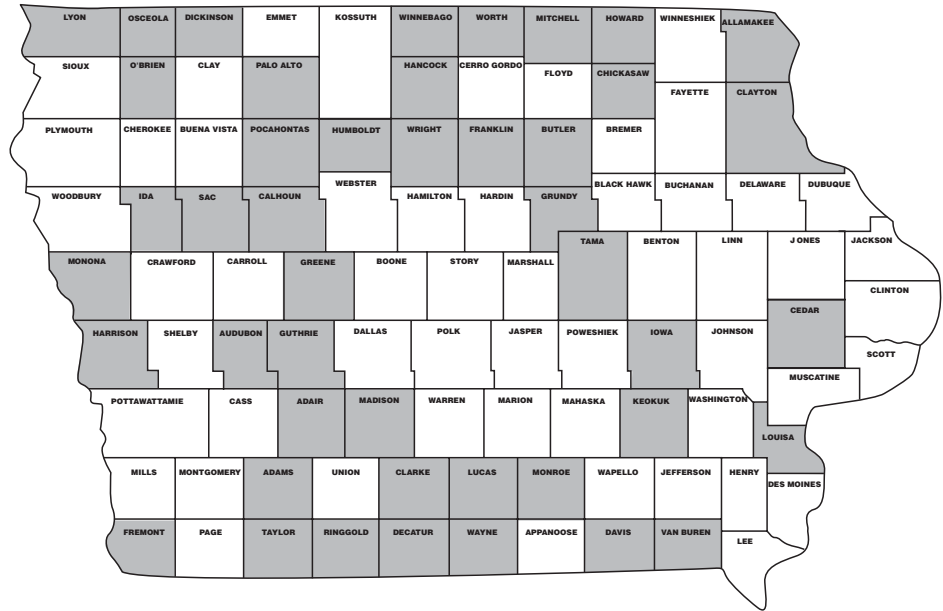 LYON OSCEOLA DICKINSON EMMET KOSSUTH WINNEBAGO WORTH MITCHELL HOWARD WINNESHIEK ALLAMAKEE
SIOUX O'BRIEN CLAY PALO ALTO HANCOCK CERRO GORDO FLOYD CHICKASAW
FAYETTE CLAYTON
PLYMOUTH CHEROKEE BUENA VISTA POCAHONTAS HUMBOLDT WRIGHT FRANKLIN BUTLER BREMER
WOODBURY IDA SAC CALHOUN WEBSTER HAMILTON HARDIN GRUNDY BLACK HAWK BUCHANAN DELAWARE DUBUQUE
TAMA BENTON LINN JONES JACKSON
MONONA CRAWFORD CARROLL GREENE BOONE STORY MARSHALL
CLINTON
CEDAR
HARRISON SHELBY AUDUBON GUTHRIE DALLAS POLK JASPER POWESHIEK IOWA JOHNSON
SCOTT
MUSCATINE
POTTAWATTAMIE CASS ADAIR MADISON WARREN MARION MAHASKA KEOKUK WASHINGTON
LOUISA
MILLS MONTGOMERY ADAMS UNION CLARKE LUCAS MONROE WAPELLO JEFFERSON HENRY
DES MOINES
FREMONT PAGE TAYLOR RINGGOLD DECATUR WAYNE APPANOOSE DAVIS VAN BUREN
LEE